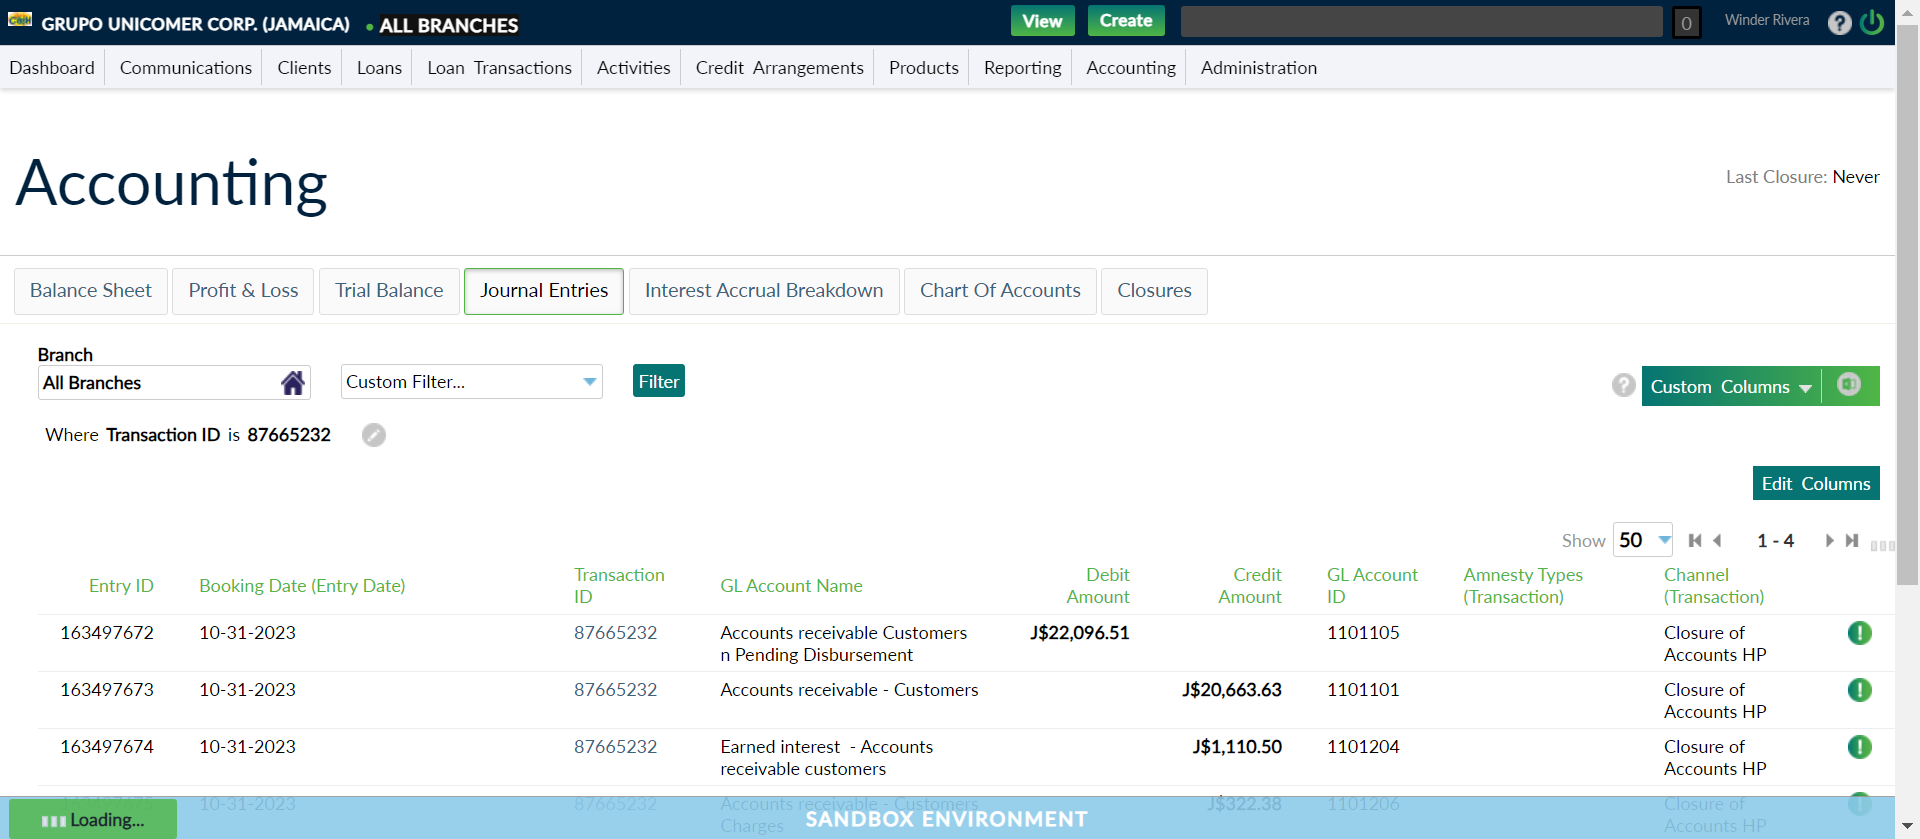 CASH
GRUPO UNICOMER CORP. (JAMAICA) • ALL BRANCHES View Create 0 Winder Rivera ?
Dashboard Communications Clients Loans Loan Transactions Activities Credit Arrangements Products Reporting Accounting Administration
Accounting
Last Closure: Never
Balance Sheet Profit & Loss Trial Balance Journal Entries Interest Accrual Breakdown Chart Of Accounts Closures
Branch
All Branches Custom Filter... Filter ? Custom Columns
Where Transaction ID is 87665232
Edit Columns
Show 50 1 - 4
Entry ID Booking Date (Entry Date) Transaction ID GL Account Name Debit Amount Credit Amount GL Account ID Amnesty Types (Transaction) Channel (Transaction)
163497672 10-31-2023 87665232 Accounts receivable Customers J$22,096.51 1101105 Closure of
n Pending Disbursement Accounts HP
163497673 10-31-2023 87665232 Accounts receivable - Customers J$20,663.63 1101101 Closure of
Accounts HP
163497674 10-31-2023 87665232 Earned interest - Accounts J$1,110.50 1101204 Closure of
receivable customers Accounts HP
163497675 10-31-2023 87665232 Accounts receivable - Customers J$322.38 1101206 Closure of
Charges Accounts HP
Loading... SANDBOX ENVIRONMENT